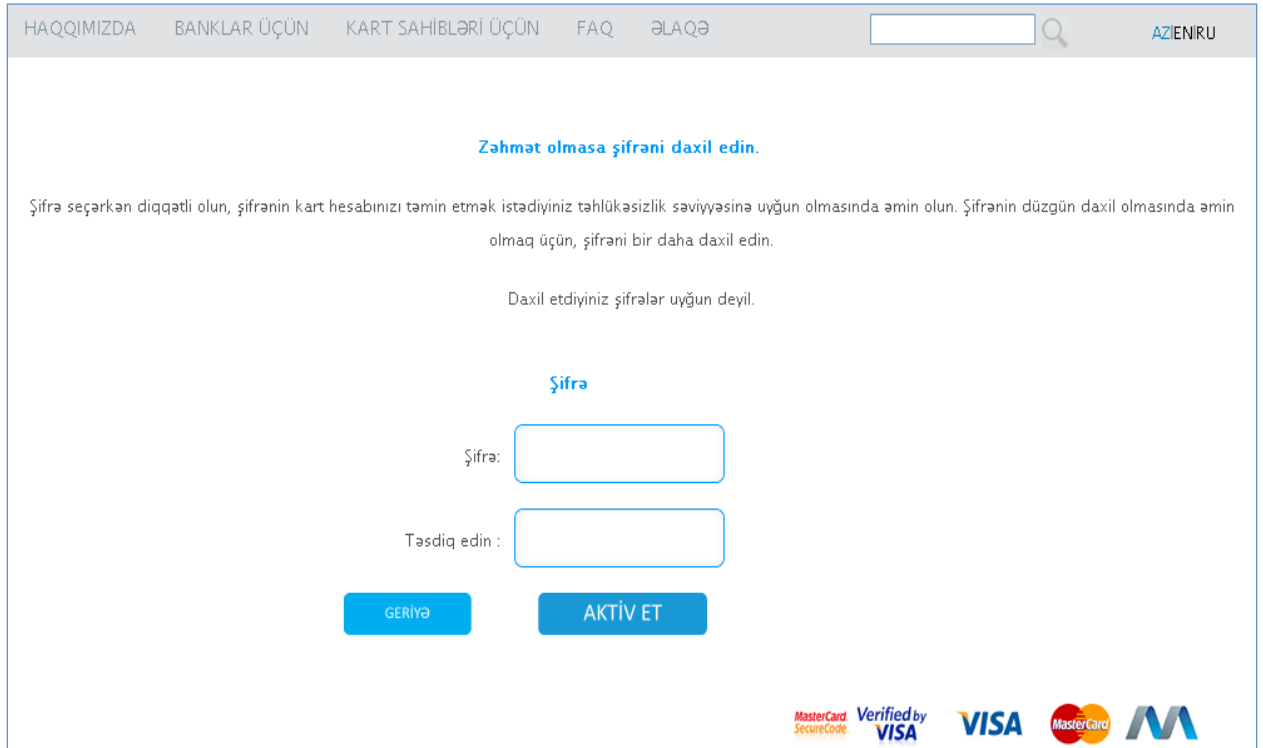 HAQQIMIZDA BANKLAR ÜÇÜN KART SAHİBLƏRİ ÜÇÜN FAQ ƏLAQƏ AZ|EN|RU
Zəhmət olmasa şifrəni daxil edin.
Şifrə seçərkən diqqətli olun, şifrənin kart hesabınızı təmin etmək istədiyiniz təhlükəsizlik səviyyəsinə uyğun olmasında əmin olun. Şifrənin düzgün daxil olmasında əmin
olmaq üçün, şifrəni bir daha daxil edin.
Daxil etdiyiniz şifrələr uyğun deyil.
Şifrə
Şifrə:
Təsdiq edin :
GERİYƏ AKTİV ET
MasterCard. SecureCode. Verified by VISA VISA MasterCard